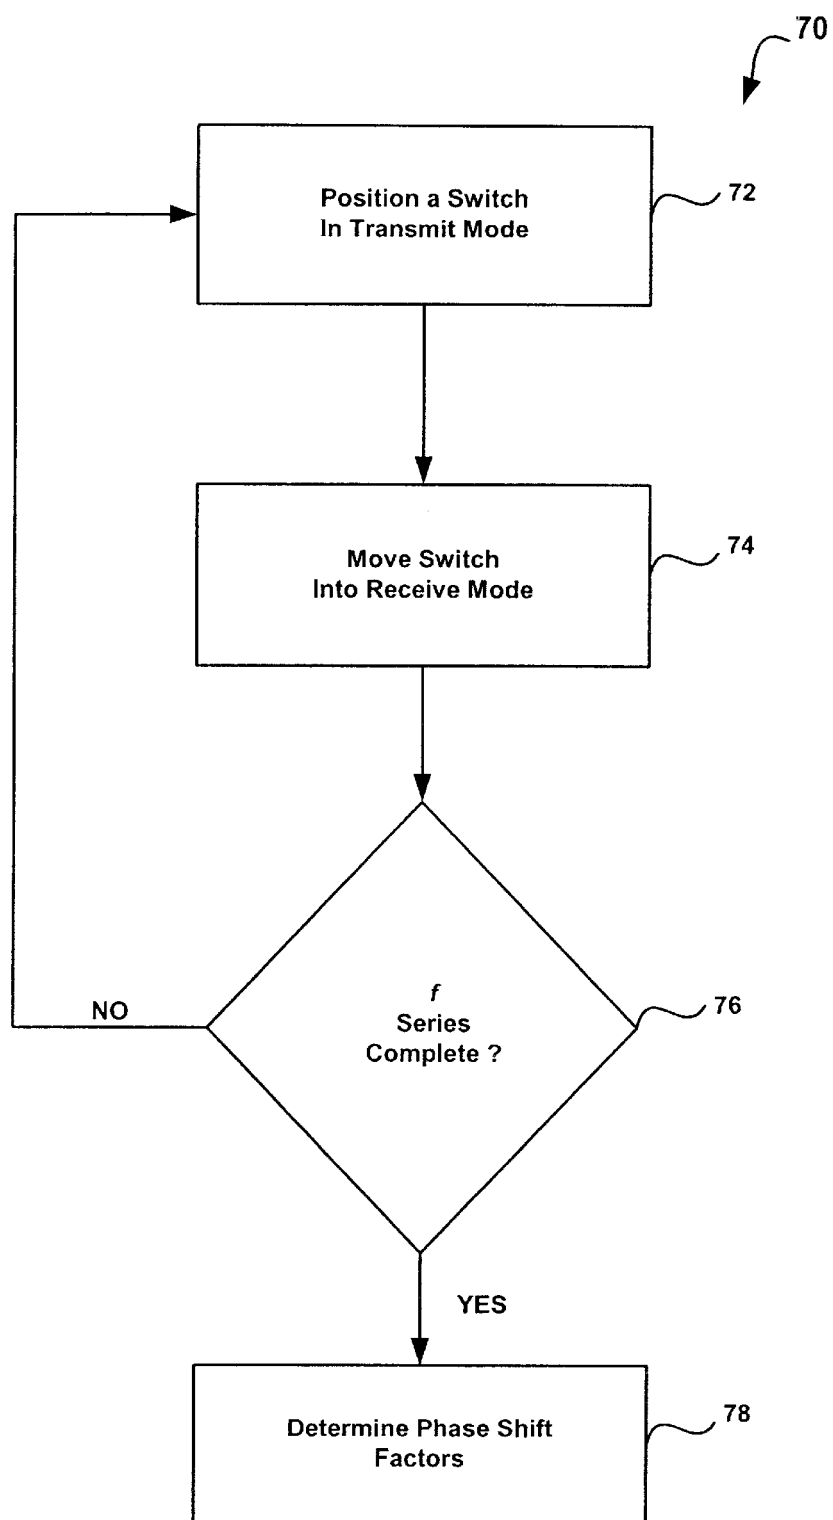 70
Position a Switch
In Transmit Mode
72
Move Switch
Into Receive Mode
74
f
Series
Complete ?
76
NO
YES
Determine Phase Shift
Factors
78